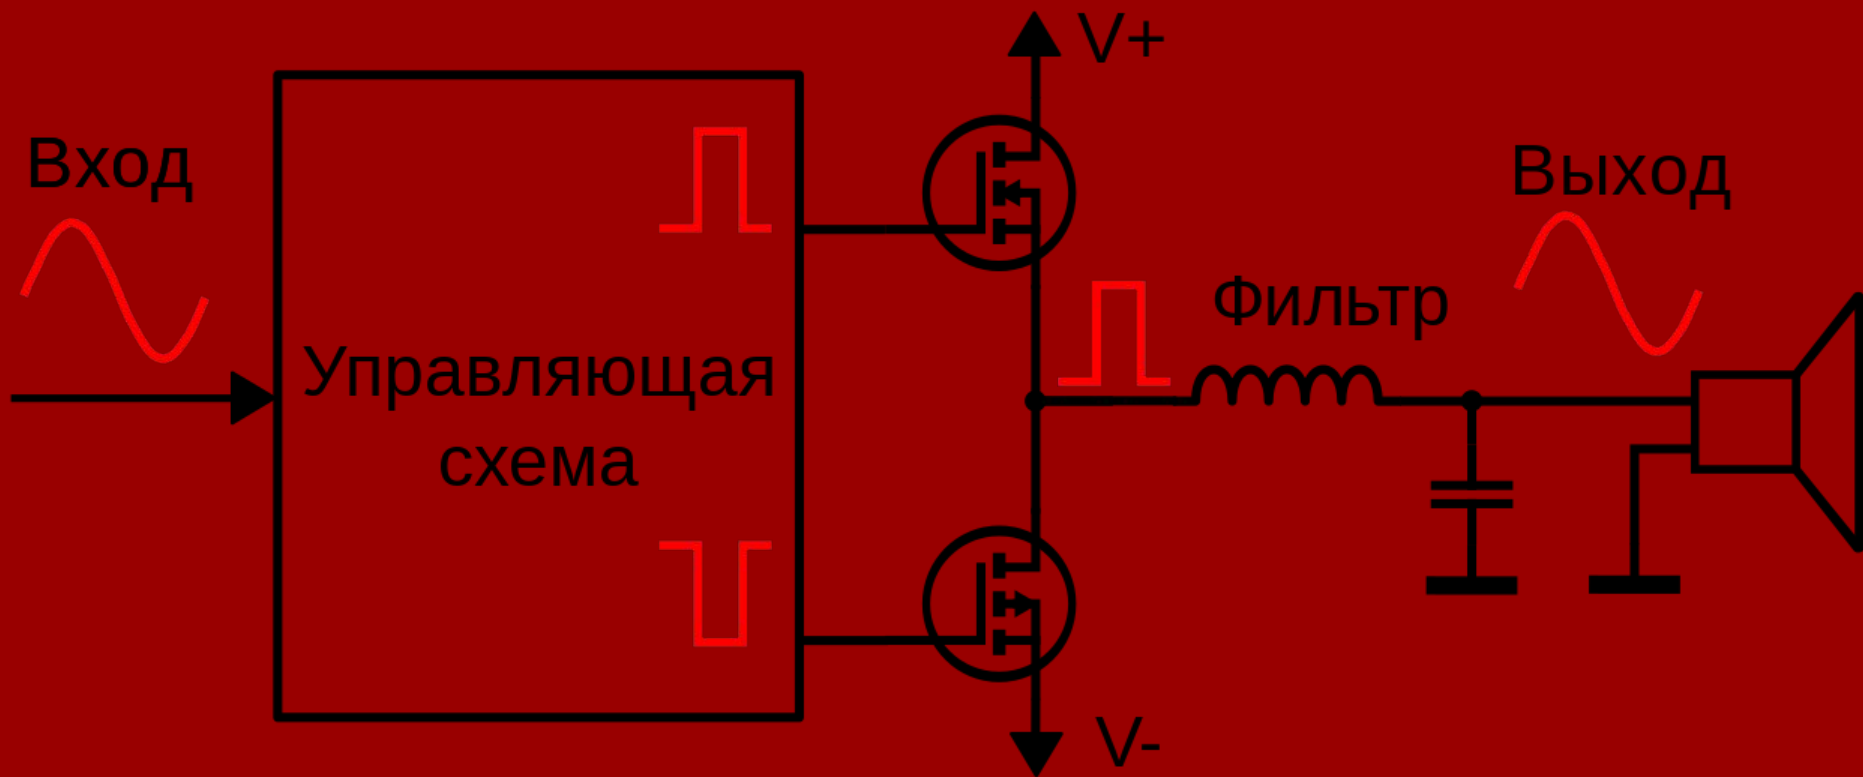 V+
Вход
Выход
Фильтр
Управляющая
схема
V-